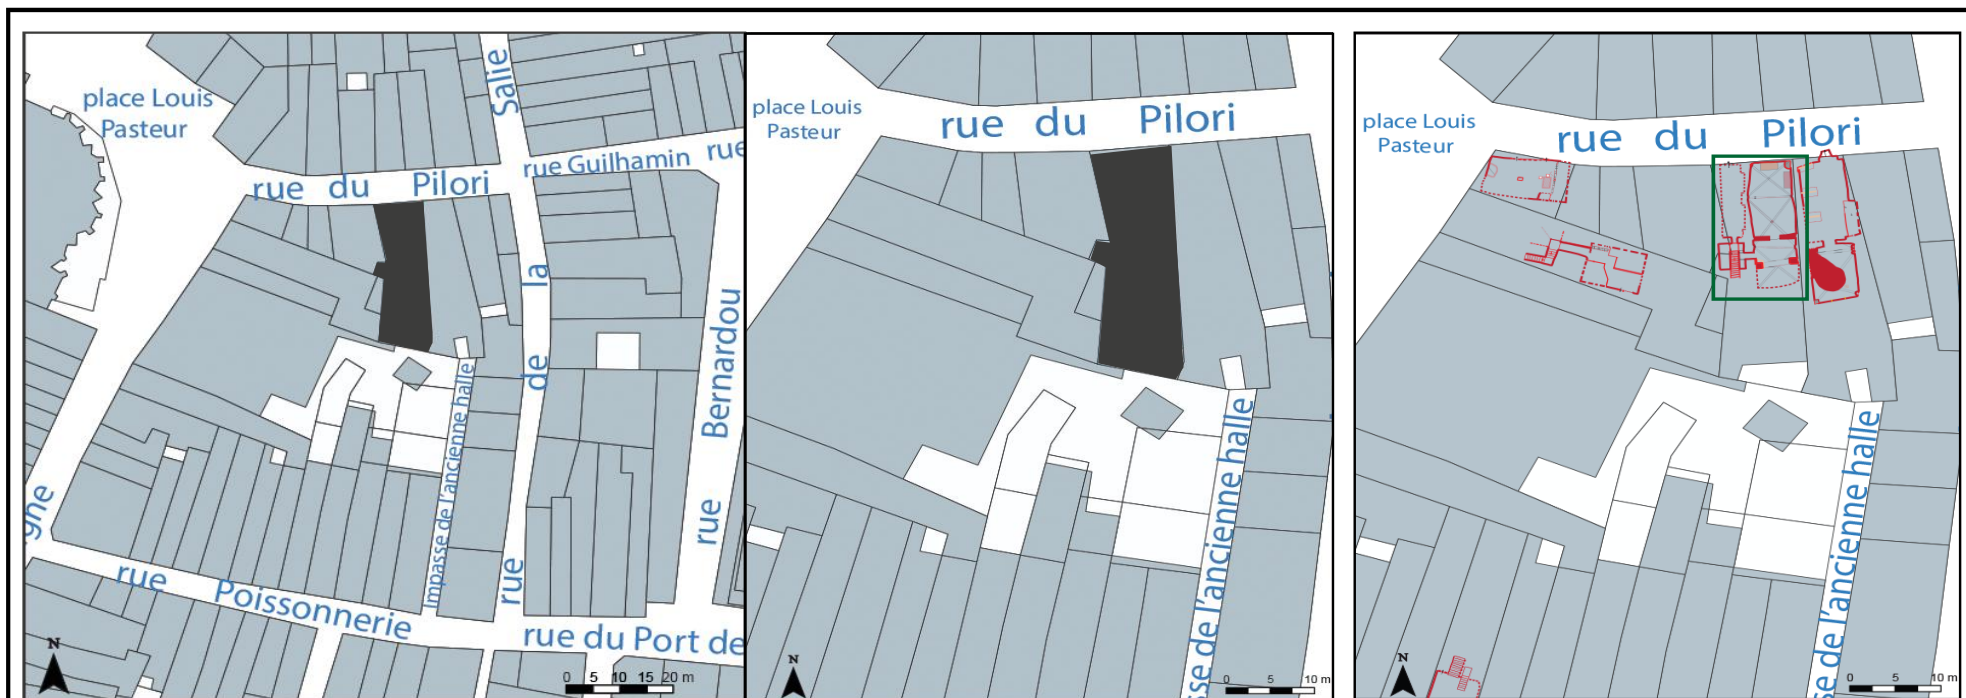 place Louis
Pasteur
Salie
rue du Pilori
rue Guilhamin
rue
la
de
rue
Bernardou
rue
Impasse de l'ancienne halle
gne
rue Poissonnerie
rue du Port de
N
0 5 10 15 20 m
place Louis
Pasteur
rue du Pilori
sse de l'ancienne halle
N
0 5 10 m
place Louis
Pasteur
rue du Pilori
se de l'ancienne halle
N
0 5 10 m